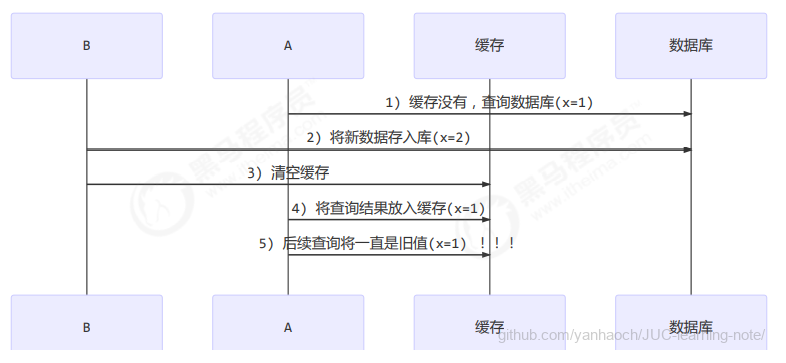 B
A
缓存
数据库
1) 缓存没有，查询数据库(x=1)
2) 将新数据存入库(x=2)
3) 清空缓存
4) 将查询结果放入缓存(x=1)
5) 后续查询将一直是旧值(x=1) ！！！
B
A
缓存
数据库
黑马程序员
www.itheima.com
黑马程序员
www.itheima.com
github.com/yanhaoch/JUC-learning-note/